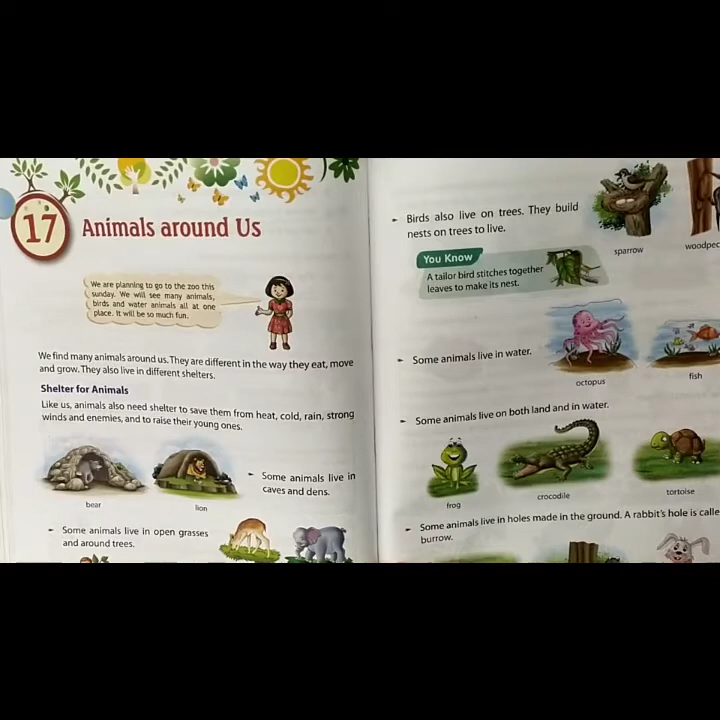 17
Animals around Us
We are planning to go to the zoo this
sunday. We will see many animals,
birds and water animals all at one
place. It will be so much fun.
We find many animals around us. They are different in the way they eat, move
and grow. They also live in different shelters.
Shelter for Animals
Like us, animals also need shelter to save them from heat, cold, rain, strong
winds and enemies, and to raise their young ones.
Some animals live in
caves and dens.
bear
lion
Some animals live in open grasses
and around trees.
Birds also live on trees. They build
nests on trees to live.
sparrow
You Know
A tailor bird stitches together
leaves to make its nest.
Some animals live in water.
octopus
fish
Some animals live on both land and in water.
frog
crocodile
tortoise
Some animals live in holes made in the ground. A rabbit's hole is
burrow.